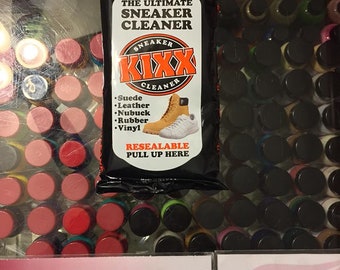 THE ULTIMATE
SNEAKER
CLEANER
SNEAKER
KIXX
CLEANER
• Suede
• Leather
• Nubuck
• Rubber
• Vinyl
RESEALABLE
PULL UP HERE